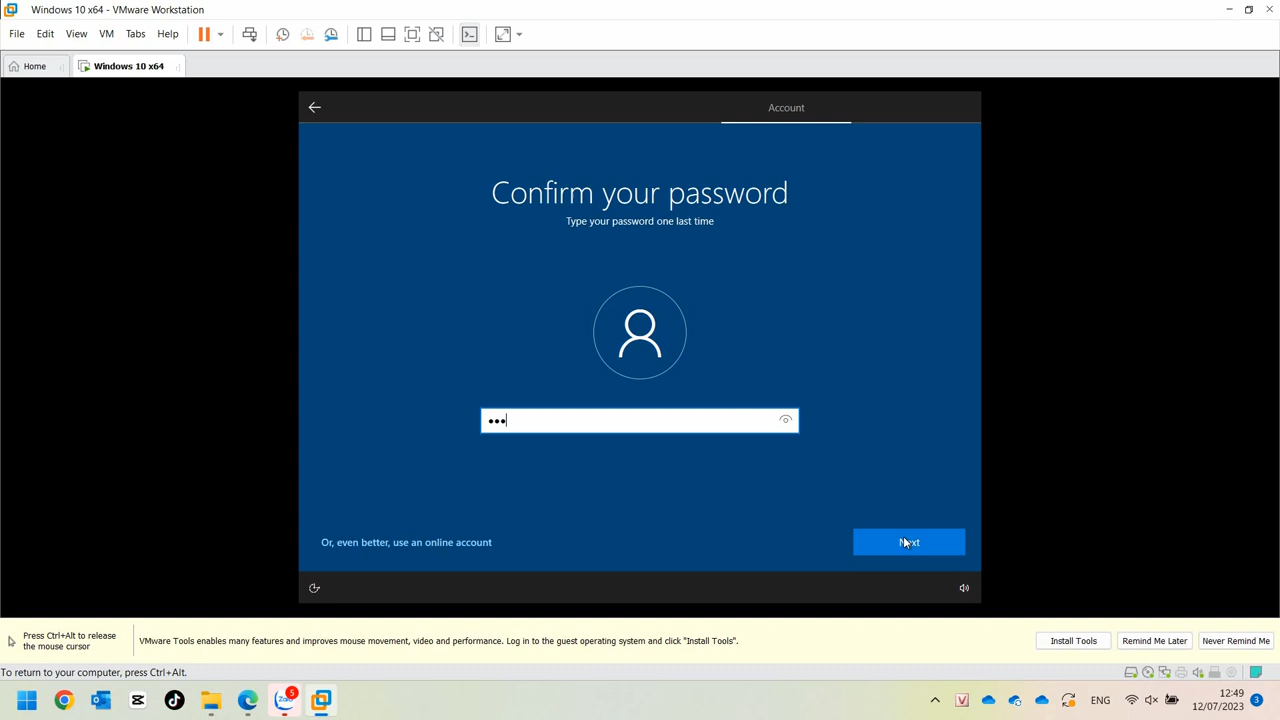 Windows 10 x64 - VMware Workstation
File Edit View VM Tabs Help
Home Windows 10 x64
Account
Confirm your password
Type your password one last time
Or, even better, use an online account
Next
Press Ctrl+Alt to release
the mouse cursor
VMware Tools enables many features and improves mouse movement, video and performance. Log in to the guest operating system and click "Install Tools".
Install Tools Remind Me Later Never Remind Me
To return to your computer, press Ctrl+Alt.
5
Zalo
ENG
12:49
12/07/2023
3